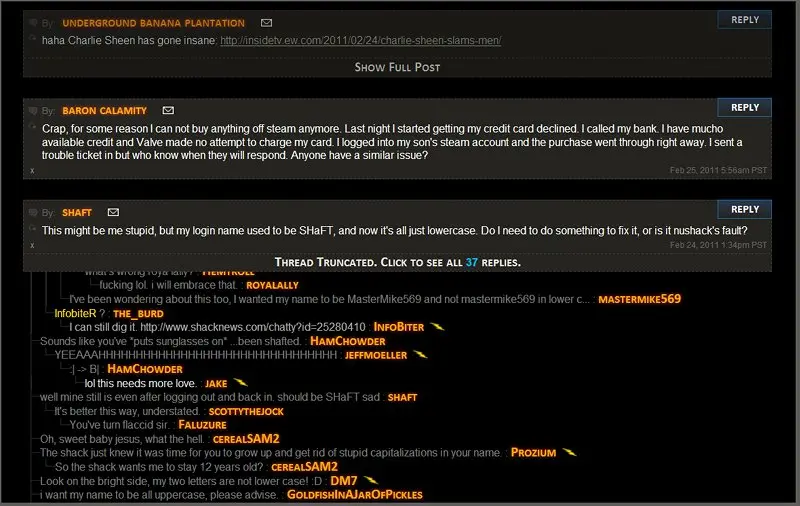 By: UNDERGROUND BANANA PLANTATION
REPLY
haha Charlie Sheen has gone insane: http://insidetv.ew.com/2011/02/24/charlie-sheen-slams-men/
SHOW FULL POST
By: BARON CALAMITY
REPLY
Crap, for some reason I can not buy anything off steam anymore. Last night I started getting my credit card declined. I called my bank. I have mucho
available credit and Valve made no attempt to charge my card. I logged into my son's steam account and the purchase went through right away. I sent a
trouble ticket in but who know when they will respond. Anyone have a similar issue?
x
Feb 25, 2011 5:56am PST
By: SHAFT
REPLY
This might be me stupid, but my login name used to be SHaFT, and now it's all just lowercase. Do I need to do something to fix it, or is it nushack's fault?
x
Feb 24, 2011 1:34pm PST
THREAD TRUNCATED. CLICK TO SEE ALL 37 REPLIES.
what's wrong roya lally? :
fucking lol. i will embrace that. : ROYALALLY
I've been wondering about this too, I wanted my name to be MasterMike569 and not mastermike569 in lower c... : MASTERMIKE569
InfobiteR ? : THE_BURD
I can still dig it. http://www.shacknews.com/chatty?id=25280410 : INFOBITER
Sounds like you've *puts sunglasses on* ...been shafted. : HAMCHOWDER
YEEAAAHHHHHHHHHHHHHHHHHHHHHHHHHHHHHHHH : JEFFMOELLER
:| -> B| : HAMCHOWDER
lol this needs more love. : JAKE
well mine still is even after logging out and back in. should be SHaFT sad : SHAFT
It's better this way, understated. : SCOTTYTHEJOCK
You've turn flaccid sir. : FALUZURE
Oh, sweet baby jesus, what the hell. : CEREALSAM2
The shack just knew it was time for you to grow up and get rid of stupid capitalizations in your name. : PROZIUM
So the shack wants me to stay 12 years old? : CEREALSAM2
Look on the bright side, my two letters are not lower case! :D : DM7
i want my name to be all uppercase, please advise. : GOLDFISHINAJAROFPICKLES